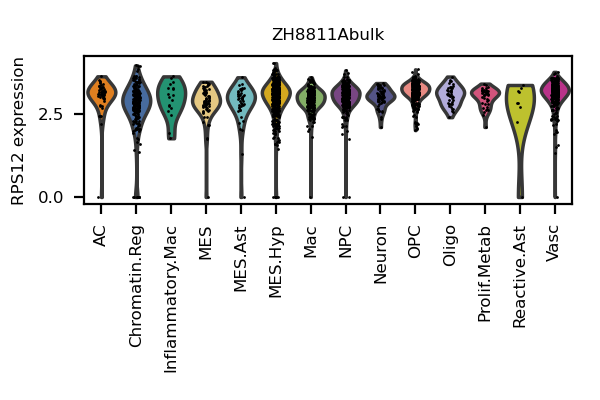 ZH8811Abulk
RPS12 expression
2.5
0.0
AC
Chromatin.Reg
Inflammatory.Mac
MES
MES.Ast
MES.Hyp
Mac
NPC
Neuron
OPC
Oligo
Prolif.Metab
Reactive.Ast
Vasc